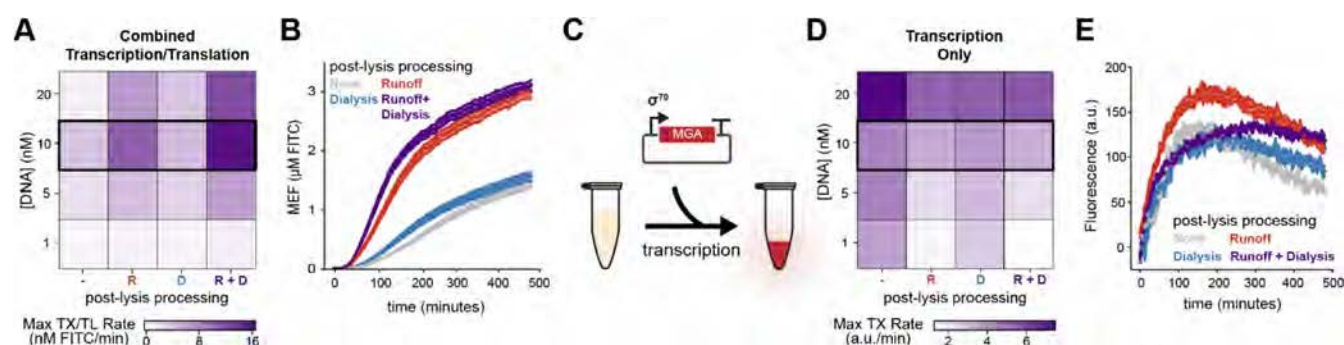 A
Combined
Transcription/Translation
[DNA] (nM)
20
10
5
1
-
R
D
R + D
post-lysis processing
Max TX/TL Rate
(nM FITC/min)
0
8
16
B
MEF (µM FITC)
3
2
1
0
post-lysis processing
None
Runoff
Dialysis
Runoff+
Dialysis
0
100
200
300
400
500
time (minutes)
C
σ70
MGA
transcription
D
Transcription
Only
[DNA] (nM)
20
10
5
1
-
R
D
R + D
post-lysis processing
Max TX Rate
(a.u./min)
2
4
6
E
Fluorescence (a.u.)
200
150
100
50
0
post-lysis processing
None
Runoff
Dialysis
Runoff + Dialysis
0
100
200
300
400
500
time (minutes)